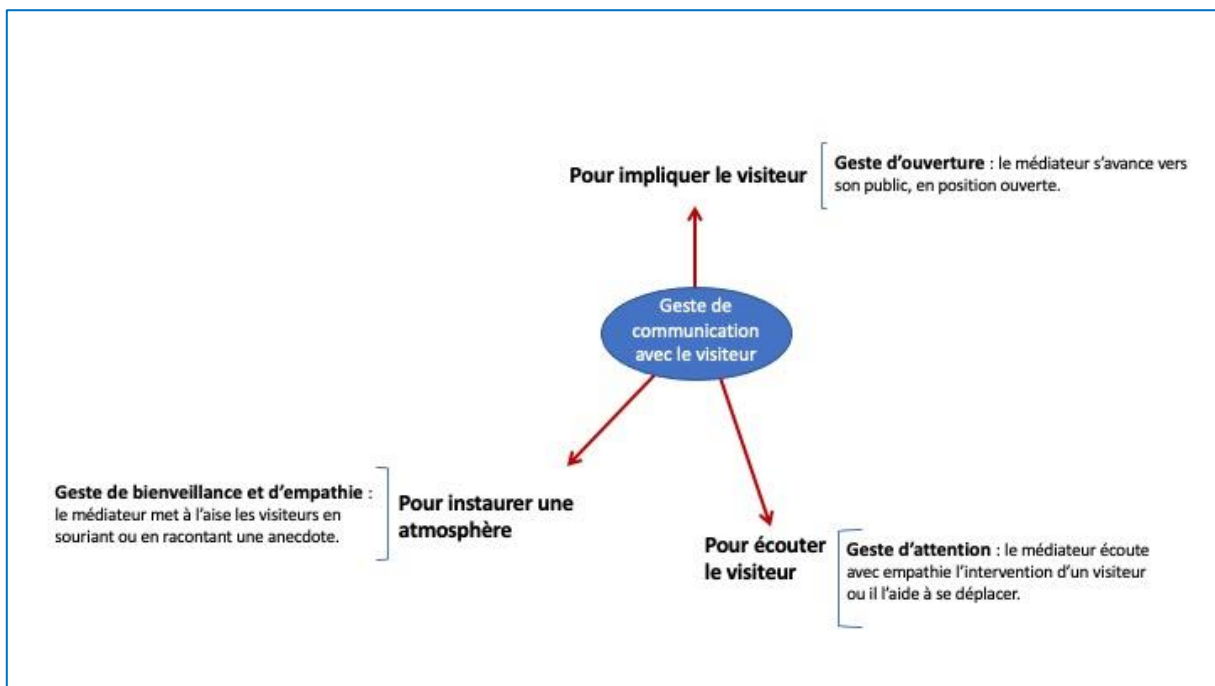 Pour impliquer le visiteur
Geste d’ouverture : le médiateur s’avance vers
son public, en position ouverte.
Geste de
communication
avec le visiteur
Geste de bienveillance et d’empathie :
le médiateur met à l’aise les visiteurs en
souriant ou en racontant une anecdote.
Pour instaurer une
atmosphère
Pour écouter
le visiteur
Geste d’attention : le médiateur écoute
avec empathie l’intervention d’un visiteur
ou il l’aide à se déplacer.